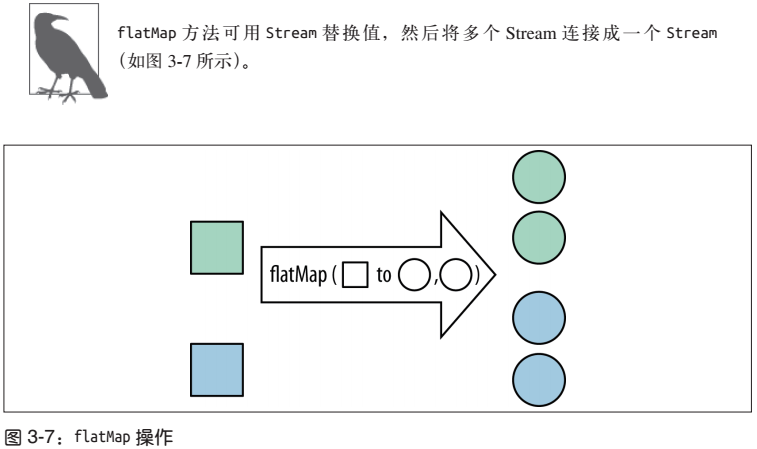 flatMap 方法可用 Stream 替换值，然后将多个 Stream 连接成一个 Stream
（如图 3-7 所示）。
flatMap ( to , )
图 3-7：flatMap 操作